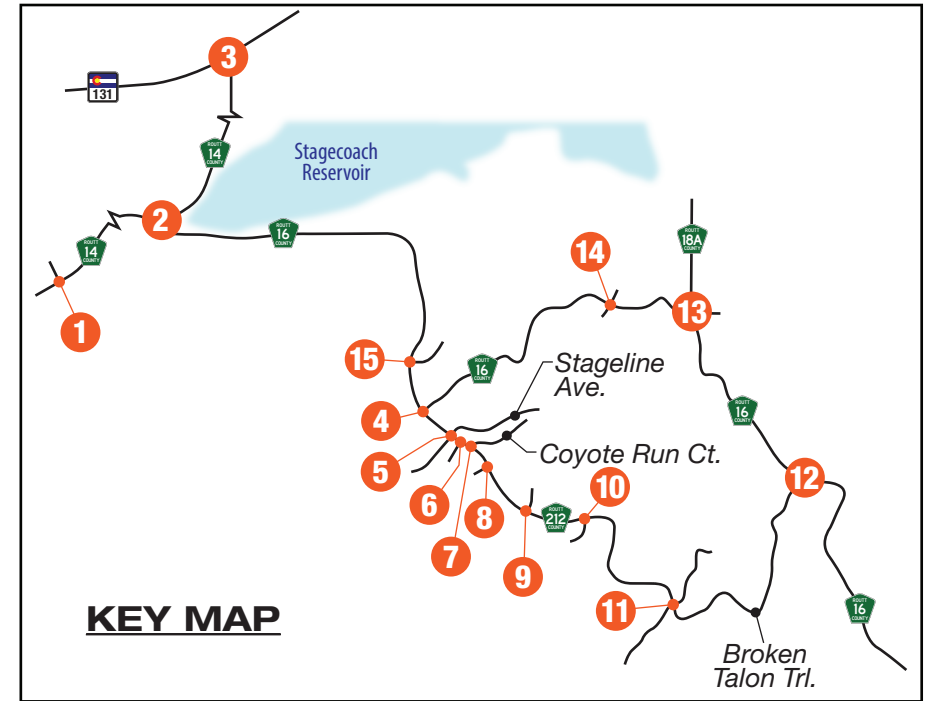 3
131
ROUTT
14
COUNTY
Stagecoach
Reservoir
2
ROUTT
16
COUNTY
ROUTT
14
COUNTY
1
ROUTT
18A
COUNTY
14
13
15
ROUTT
16
COUNTY
Stageline
Ave.
4
ROUTT
16
COUNTY
5
Coyote Run Ct.
6
10
12
7
8
ROUTT
212
COUNTY
9
11
ROUTT
16
COUNTY
KEY MAP
Broken
Talon Trl.